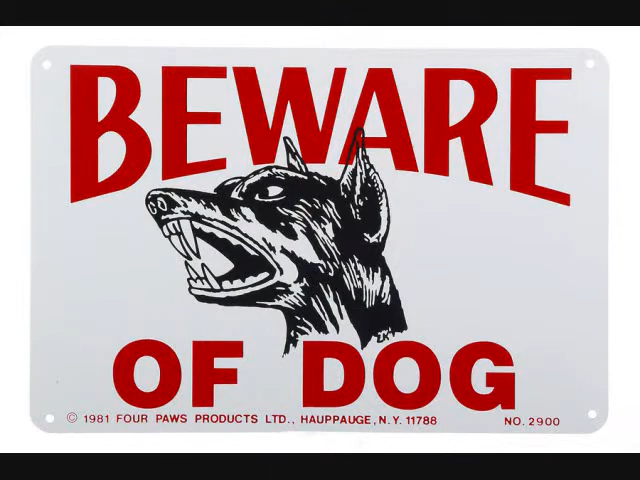 BEWARE
OF DOG
© 1981 FOUR PAWS PRODUCTS LTD., HAUPPAUGE, N.Y. 11788 NO. 2900